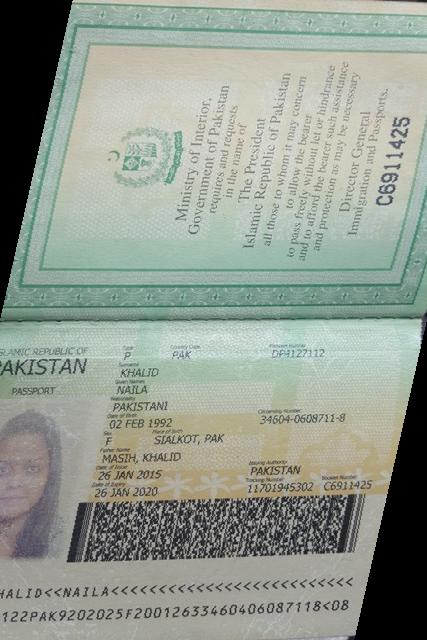 Ministry of Interior,
Government of Pakistan
requires and requests
in the name of
The President
Islamic Republic of Pakistan
all those to whom it may concern
to allow the bearer
to pass freely without let or hindrance
and to afford the bearer such assistance
and protection as may be necessary
Director General
Immigration and Passports.
C6911425
SLAMIC REPUBLIC OF
PAKISTAN
PASSPORT
Type Country Code Passport Number
P PAK DP4127112
Surname
KHALID
Given Names
NAILA
Nationality
PAKISTANI
Date of Birth Citizenship Number
02 FEB 1992 34604-0608711-8
Sex Place of Birth
F SIALKOT, PAK
Father Name
MASIH, KHALID
Date of Issue Issuing Authority
26 JAN 2015 PAKISTAN
Date of Expiry Tracking Number Booklet Number
26 JAN 2020 11701945302 C6911425
HALID<<NAILA<<<<<<<<<<<<<<<<<<<<<<<<<<
122PAK9202025F2001263346040608711​8<08